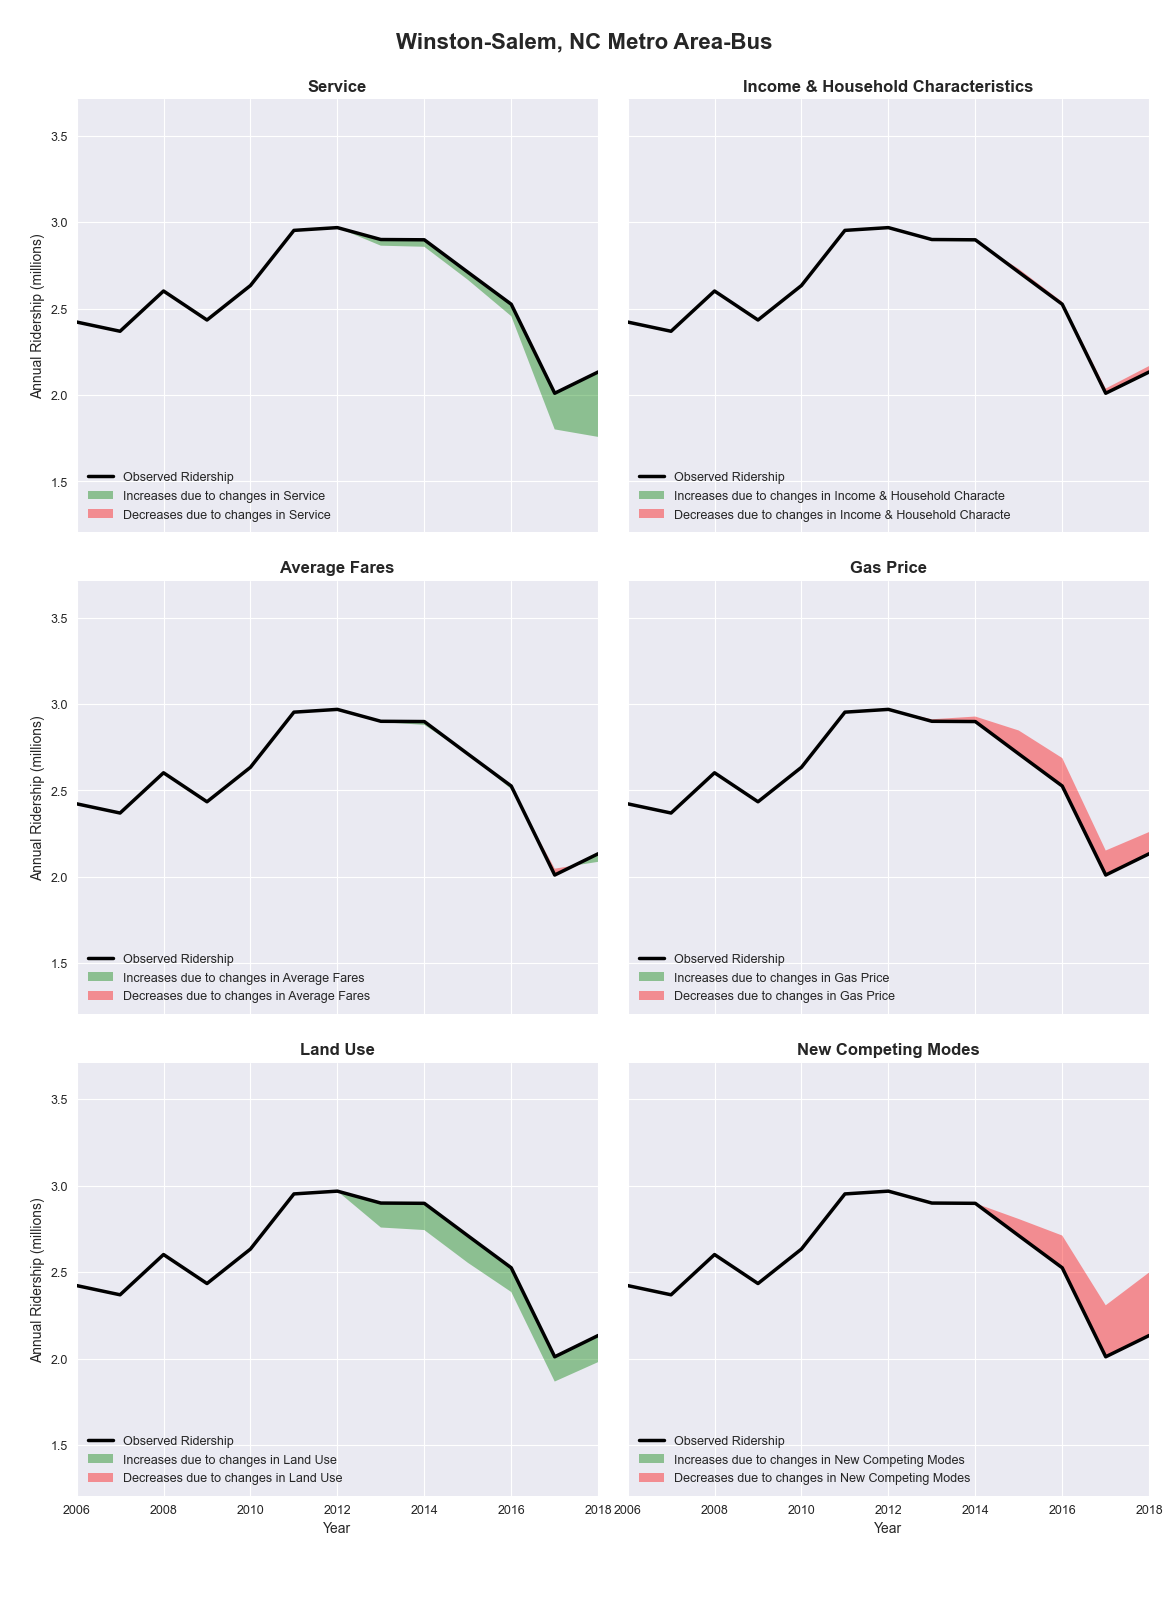 Winston-Salem, NC Metro Area-Bus
Service
3.5
3.0
2.5
2.0
1.5
Annual Ridership (millions)
Observed Ridership
Increases due to changes in Service
Decreases due to changes in Service
Income & Household Characteristics
Observed Ridership
Increases due to changes in Income & Household Characte
Decreases due to changes in Income & Household Characte
Average Fares
3.5
3.0
2.5
2.0
1.5
Annual Ridership (millions)
Observed Ridership
Increases due to changes in Average Fares
Decreases due to changes in Average Fares
Gas Price
Observed Ridership
Increases due to changes in Gas Price
Decreases due to changes in Gas Price
Land Use
3.5
3.0
2.5
2.0
1.5
Annual Ridership (millions)
Observed Ridership
Increases due to changes in Land Use
Decreases due to changes in Land Use
2006 2008 2010 2012 2014 2016 2018
Year
New Competing Modes
Observed Ridership
Increases due to changes in New Competing Modes
Decreases due to changes in New Competing Modes
2006 2008 2010 2012 2014 2016 2018
Year